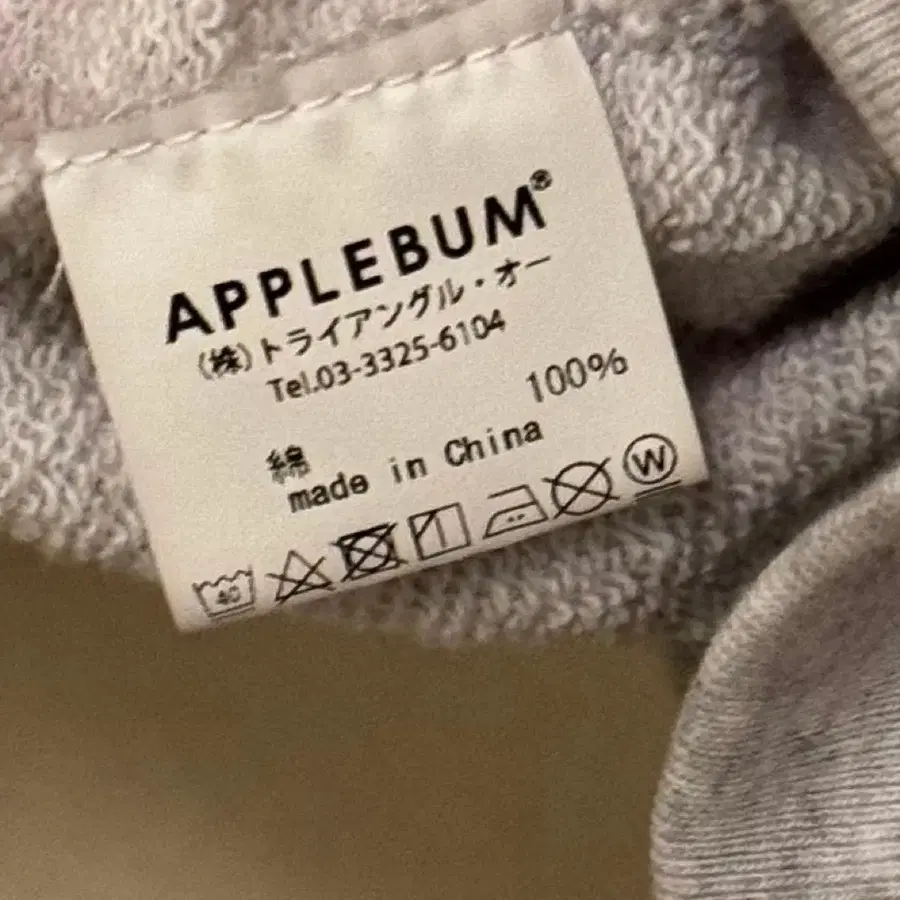 APPLEBUM®
(株)トライアングル・オー
Tel.03-3325-6104
綿 100%
made in China
40 W